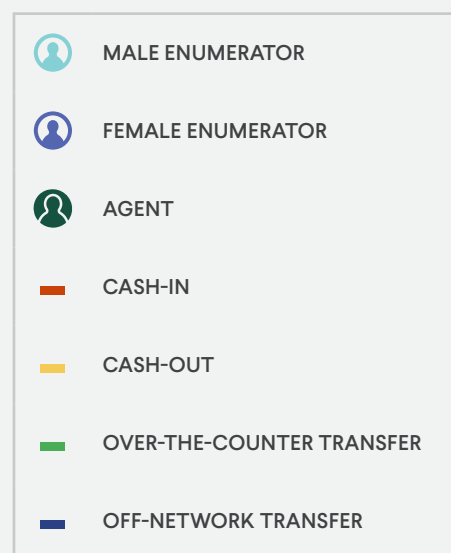 MALE ENUMERATOR
FEMALE ENUMERATOR
AGENT
CASH-IN
CASH-OUT
OVER-THE-COUNTER TRANSFER
OFF-NETWORK TRANSFER